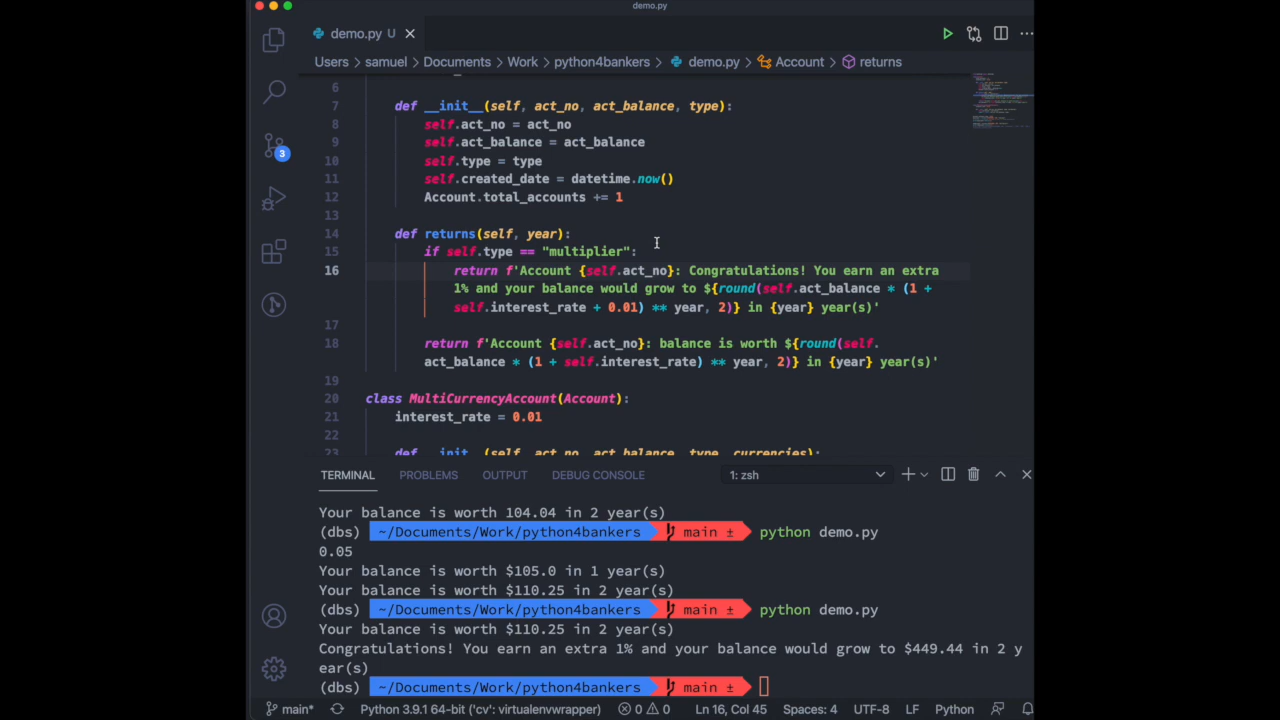 demo.py
demo.py U
Users > samuel > Documents > Work > python4bankers > demo.py > Account > returns
6
7 def __init__(self, act_no, act_balance, type):
8 self.act_no = act_no
9 self.act_balance = act_balance
10 self.type = type
11 self.created_date = datetime.now()
12 Account.total_accounts += 1
13
14 def returns(self, year):
15 if self.type == "multiplier":
16 return f'Account {self.act_no}: Congratulations! You earn an extra
1% and your balance would grow to ${round(self.act_balance * (1 +
self.interest_rate + 0.01) ** year, 2)} in {year} year(s)'
17
18 return f'Account {self.act_no}: balance is worth ${round(self.
act_balance * (1 + self.interest_rate) ** year, 2)} in {year} year(s)'
19
20 class MultiCurrencyAccount(Account):
21 interest_rate = 0.01
22
23 def __init__(self, act_no, act_balance, type, currencies):
3
TERMINAL PROBLEMS OUTPUT DEBUG CONSOLE 1: zsh
Your balance is worth 104.04 in 2 year(s)
(dbs) ~/Documents/Work/python4bankers main ± python demo.py
0.05
Your balance is worth $105.0 in 1 year(s)
Your balance is worth $110.25 in 2 year(s)
(dbs) ~/Documents/Work/python4bankers main ± python demo.py
Your balance is worth $110.25 in 2 year(s)
Congratulations! You earn an extra 1% and your balance would grow to $449.44 in 2 y
ear(s)
(dbs) ~/Documents/Work/python4bankers main ±
main* Python 3.9.1 64-bit ('cv': virtualenvwrapper) 0 0 Ln 16, Col 45 Spaces: 4 UTF-8 LF Python